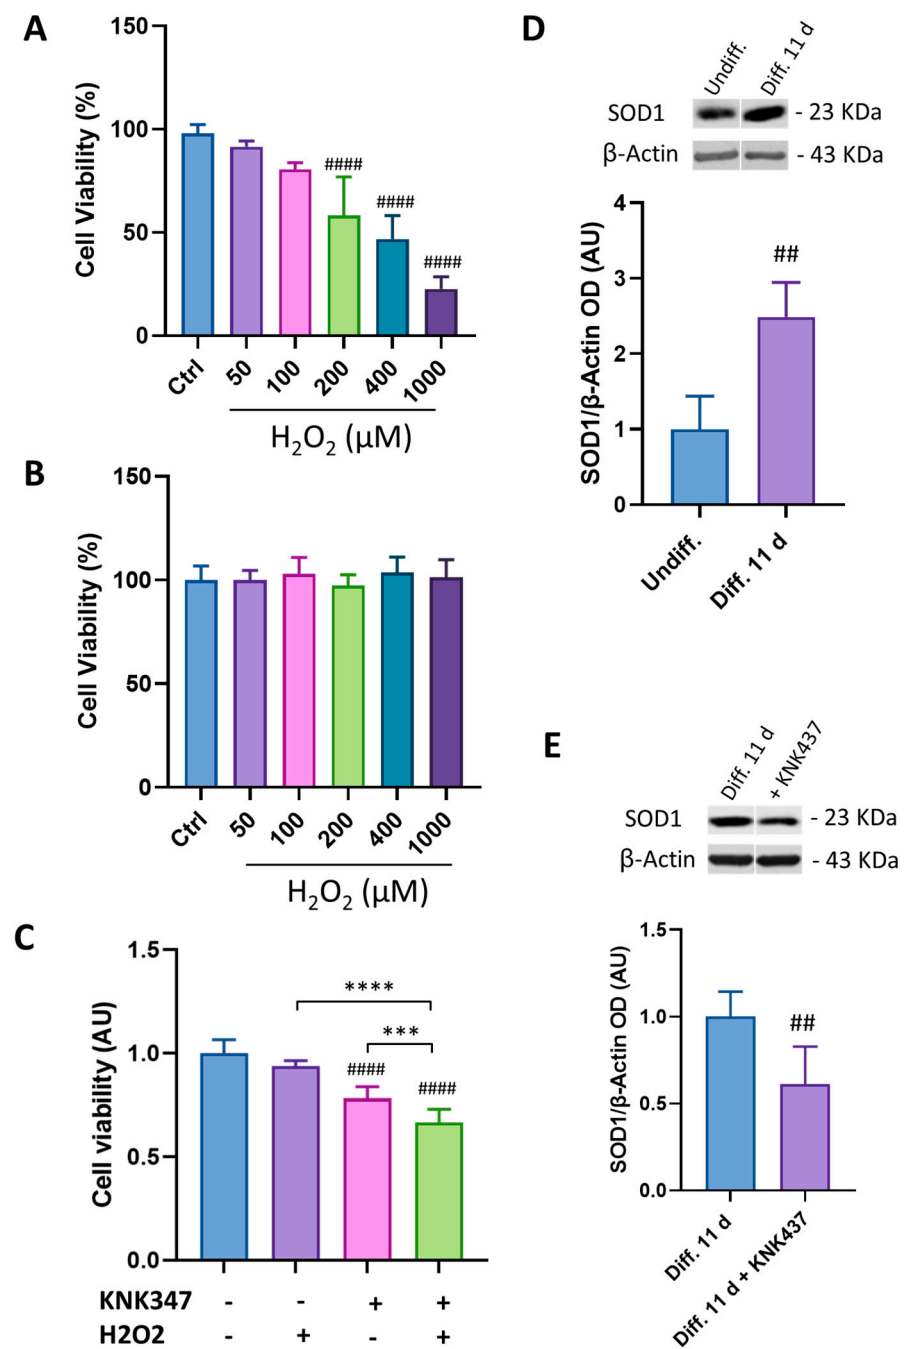 A
150
100
50
0
Cell Viability (%)
####
####
####
Ctrl
50
100
200
400
1000
H₂O₂ (μM)
B
150
100
50
0
Cell Viability (%)
Ctrl
50
100
200
400
1000
H₂O₂ (μM)
C
1.5
1.0
0.5
0.0
Cell viability (AU)
****
***
####
####
KNK347 - - + +
H2O2 - + - +
D
Undiff.
Diff. 11 d
SOD1 - 23 KDa
β-Actin - 43 KDa
4
3
2
1
0
SOD1/β-Actin OD (AU)
##
Undiff.
Diff. 11 d
E
Diff. 11 d
+ KNK437
SOD1 - 23 KDa
β-Actin - 43 KDa
1.5
1.0
0.5
0.0
SOD1/β-Actin OD (AU)
##
Diff. 11 d
Diff. 11 d + KNK437